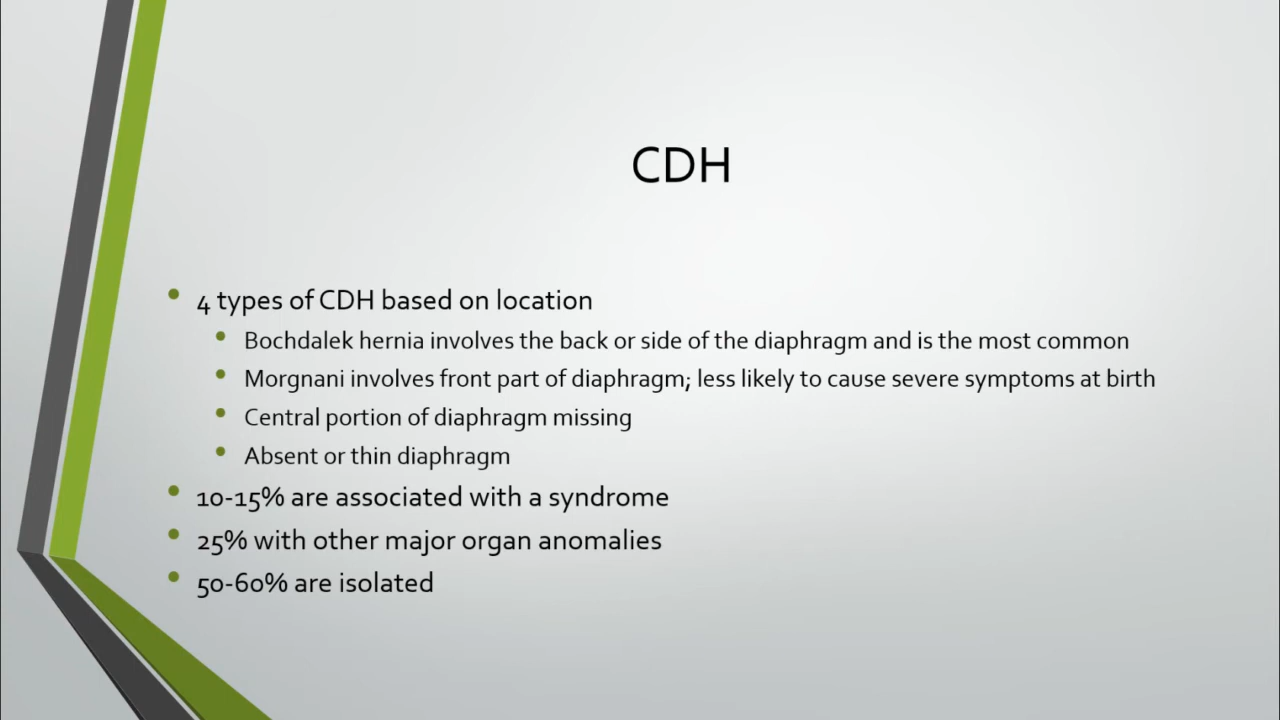 CDH
4 types of CDH based on location
Bochdalek hernia involves the back or side of the diaphragm and is the most common
Morgnani involves front part of diaphragm; less likely to cause severe symptoms at birth
Central portion of diaphragm missing
Absent or thin diaphragm
10-15% are associated with a syndrome
25% with other major organ anomalies
50-60% are isolated